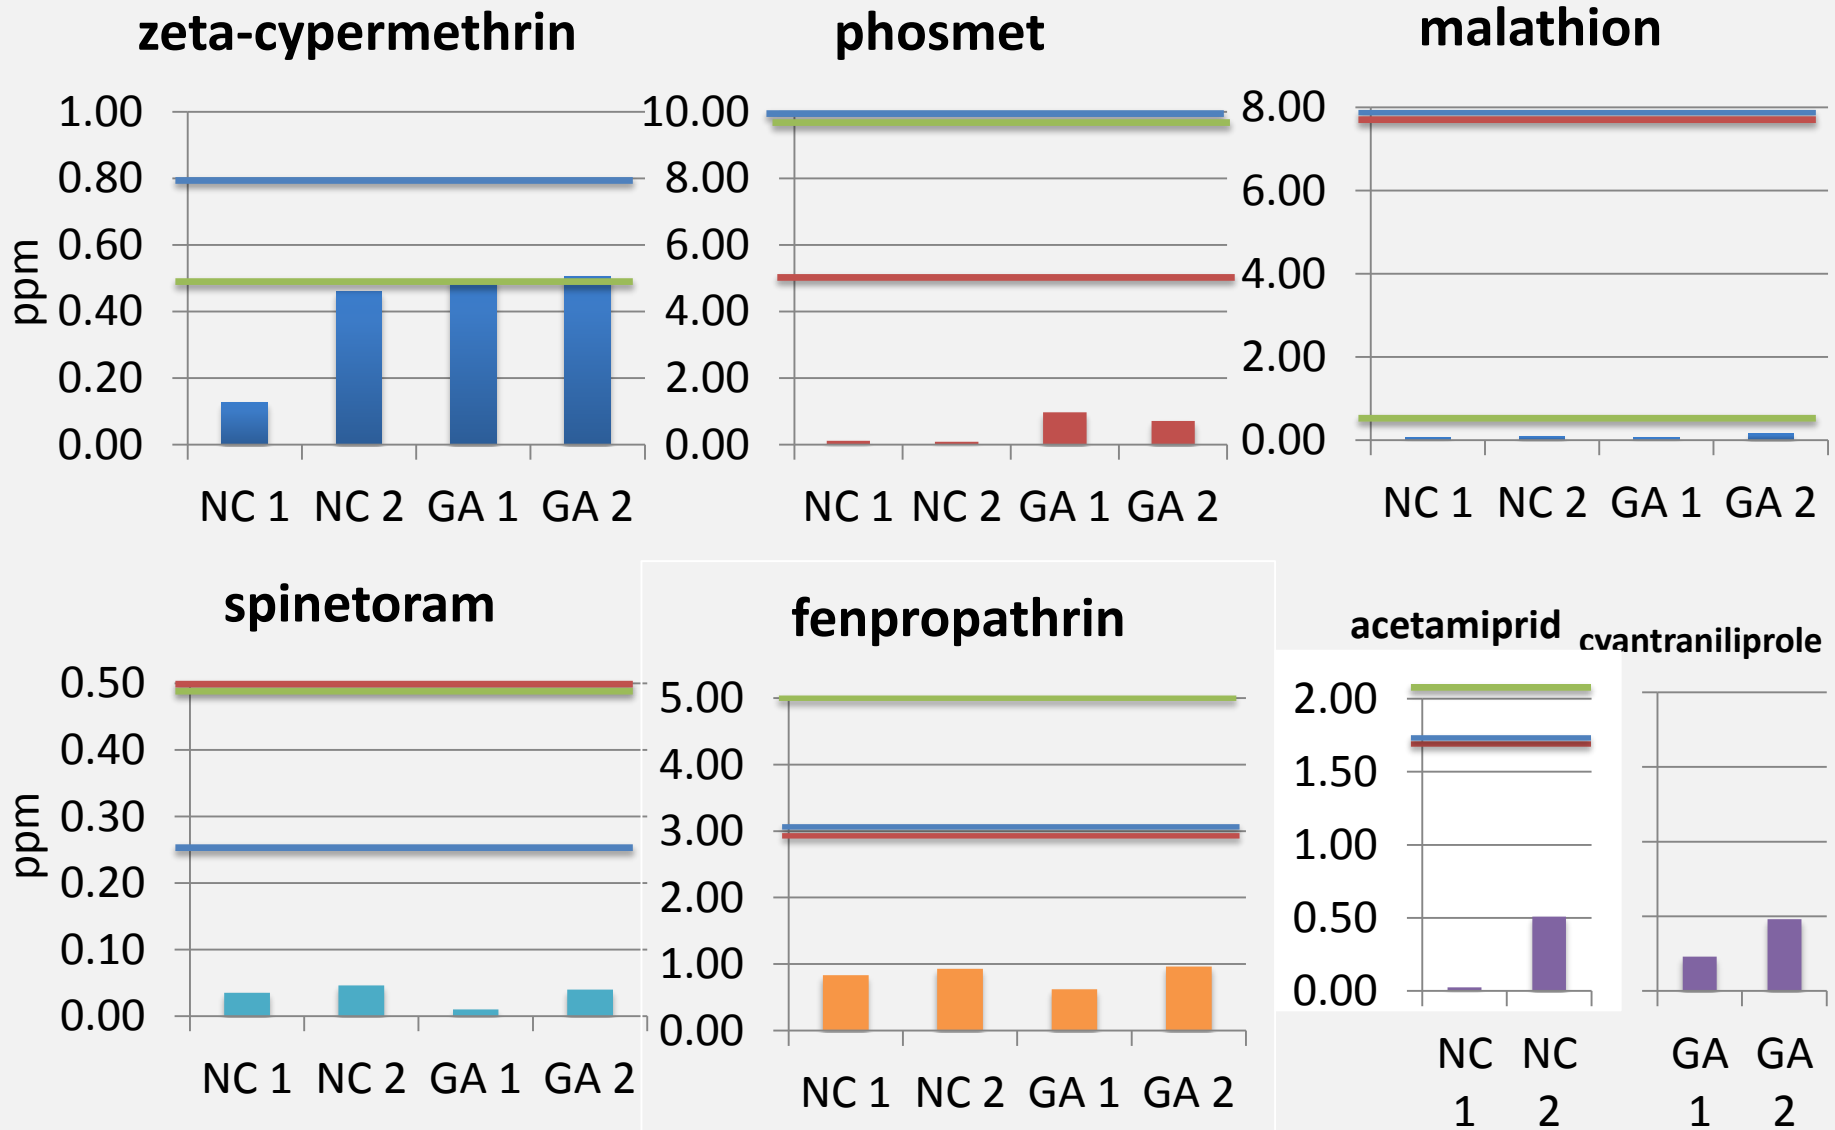 zeta-cypermethrin
1.00
0.80
0.60
0.40
0.20
0.00
ppm
NC 1 NC 2 GA 1 GA 2
phosmet
10.00
8.00
6.00
4.00
2.00
0.00
NC 1 NC 2 GA 1 GA 2
malathion
8.00
6.00
4.00
2.00
0.00
NC 1 NC 2 GA 1 GA 2
spinetoram
0.50
0.40
0.30
0.20
0.10
0.00
ppm
NC 1 NC 2 GA 1 GA 2
fenpropathrin
5.00
4.00
3.00
2.00
1.00
0.00
NC 1 NC 2 GA 1 GA 2
acetamiprid
2.00
1.50
1.00
0.50
0.00
NC NC
1 2
cyantraniliprole
GA GA
1 2